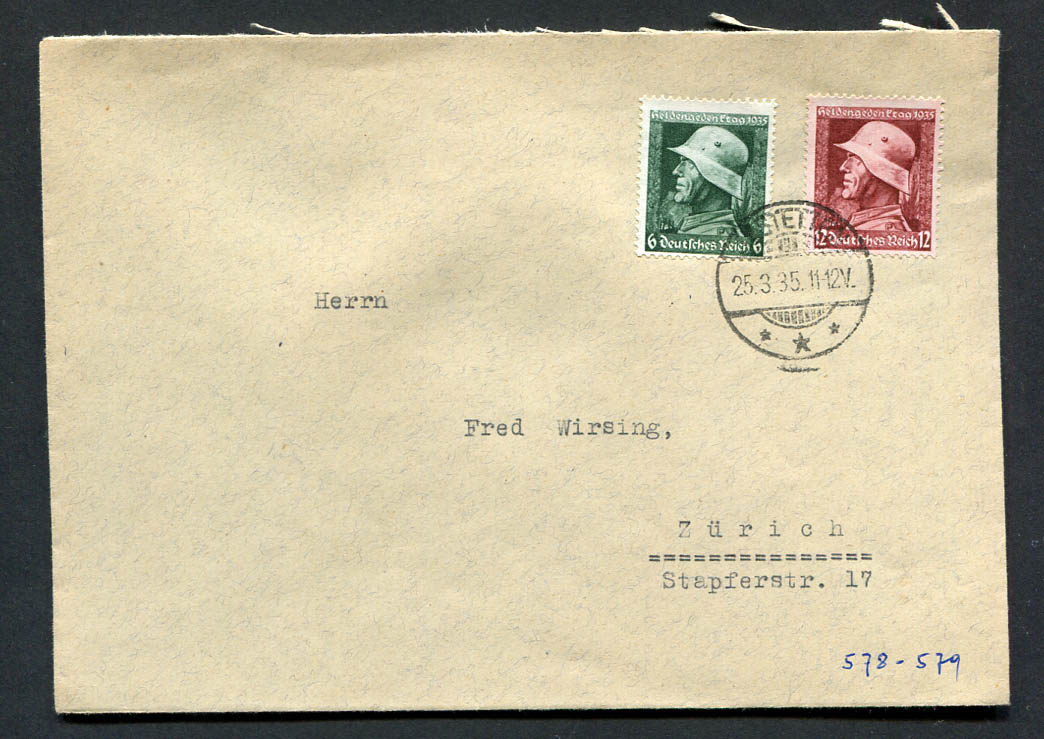 Heldengedenktag 1935
6 Deutsches Reich 6
Heldengedenktag 1935
12 Deutsches Reich 12
25.3.35. 11-12V.
Herrn
Fred Wirsing,
Zürich
===============
Stapferstr. 17
578-579